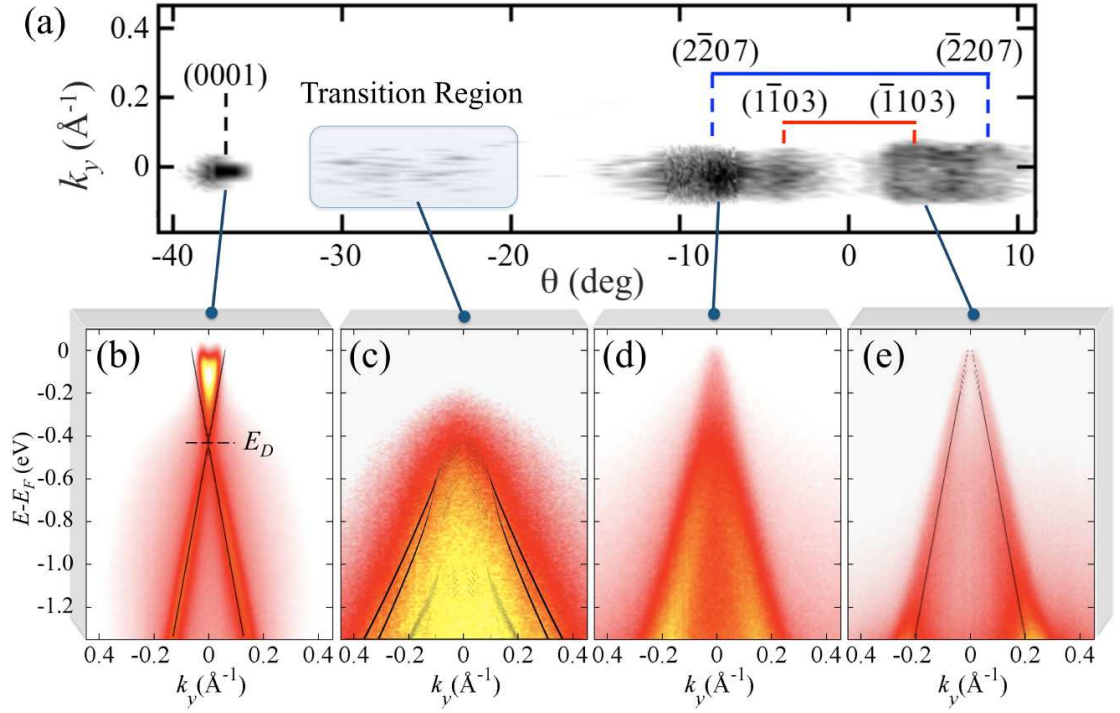 (a)
0.4
0.2
0
k_y (Å⁻¹)
(0001)
Transition Region
(22̄07) (2̄207)
(11̄03) (1̄103)
-40 -30 -20 -10 0 10
θ (deg)
(b) (c) (d) (e)
0
-0.2
-0.4
-0.6
-0.8
-1.0
-1.2
E-E_F (eV)
E_D
0.4 -0.2 0 0.2 0.4 0.4 -0.2 0 0.2 0.4 0.4 -0.2 0 0.2 0.4 0.4 -0.2 0 0.2 0.4
k_y(Å⁻¹) k_y(Å⁻¹) k_y(Å⁻¹) k_y(Å⁻¹)